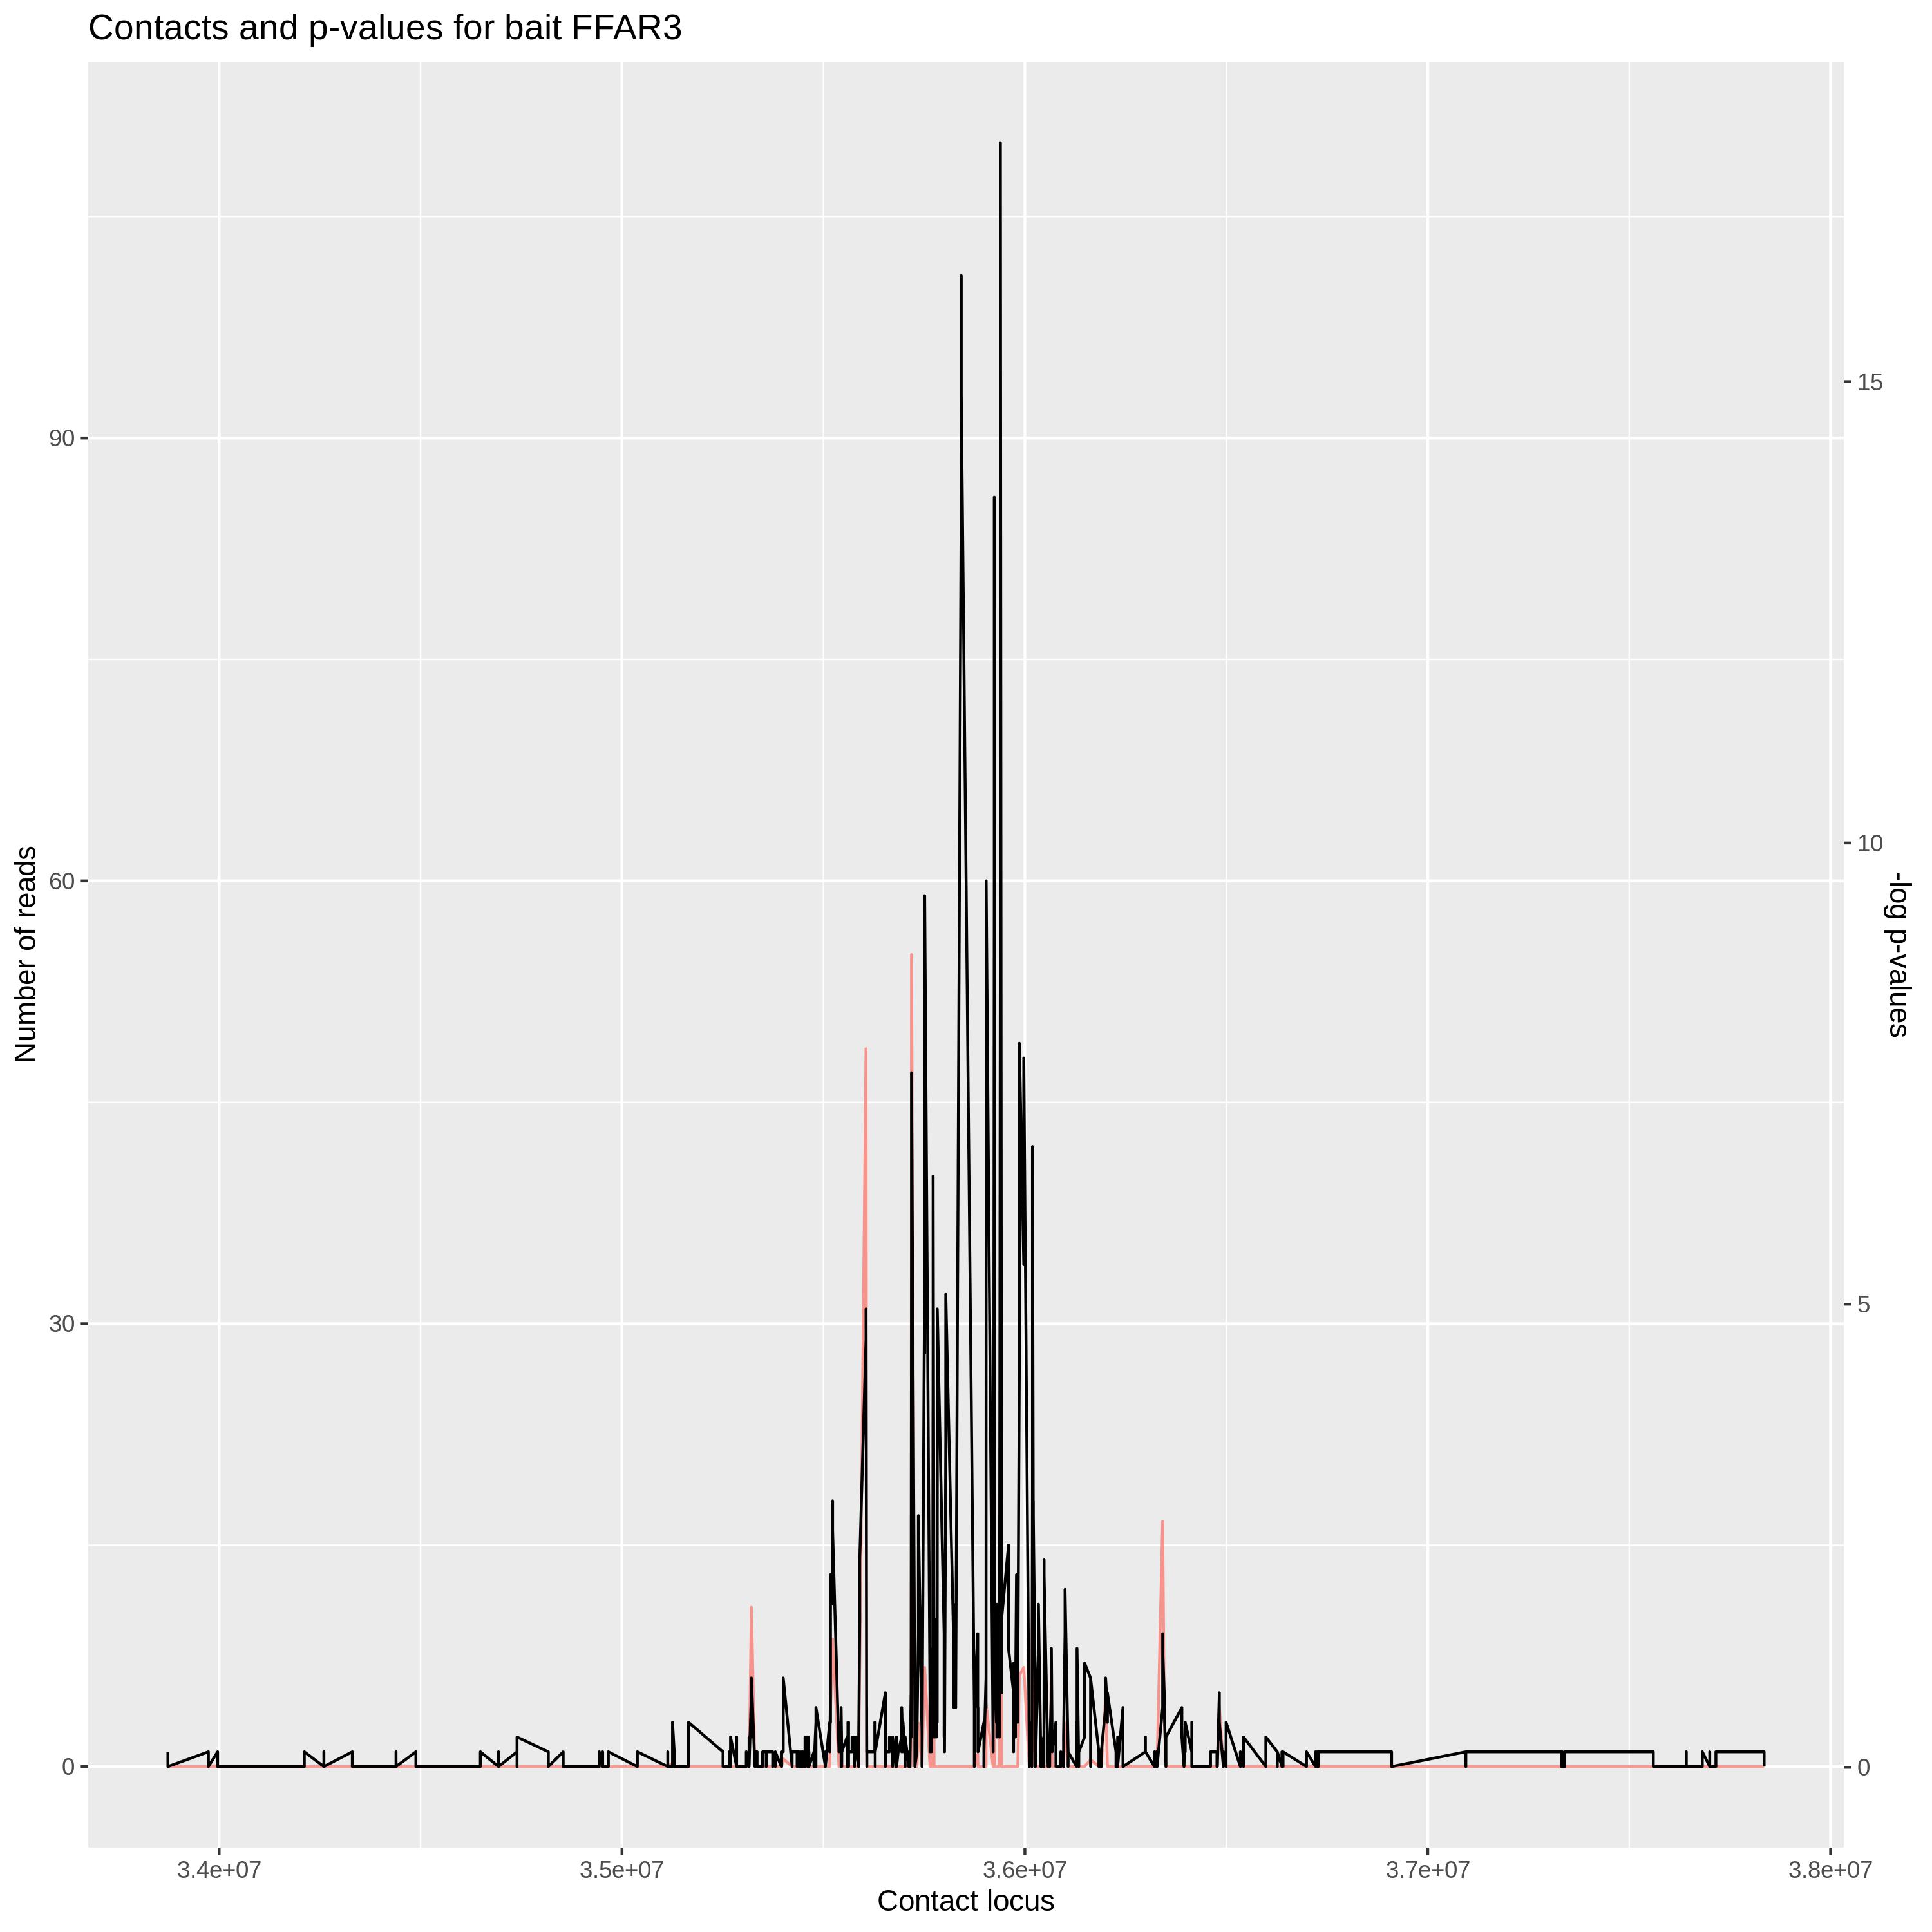 Contacts and p-values for bait FFAR3
Number of reads
90
60
30
0
15
10
5
0
-log p-values
3.4e+07
3.5e+07
3.6e+07
3.7e+07
3.8e+07
Contact locus